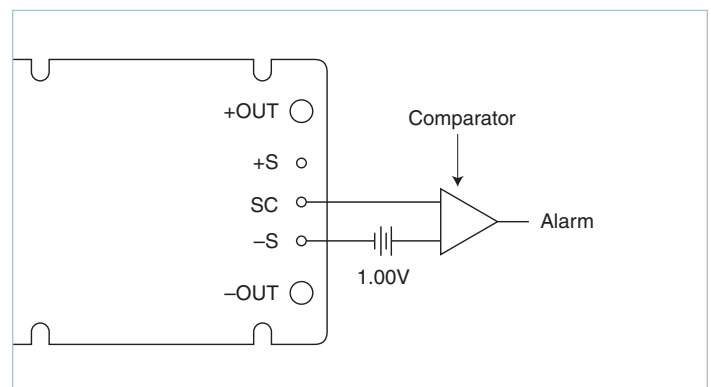 +OUT
Comparator
+S
SC
Alarm
–S
1.00V
–OUT